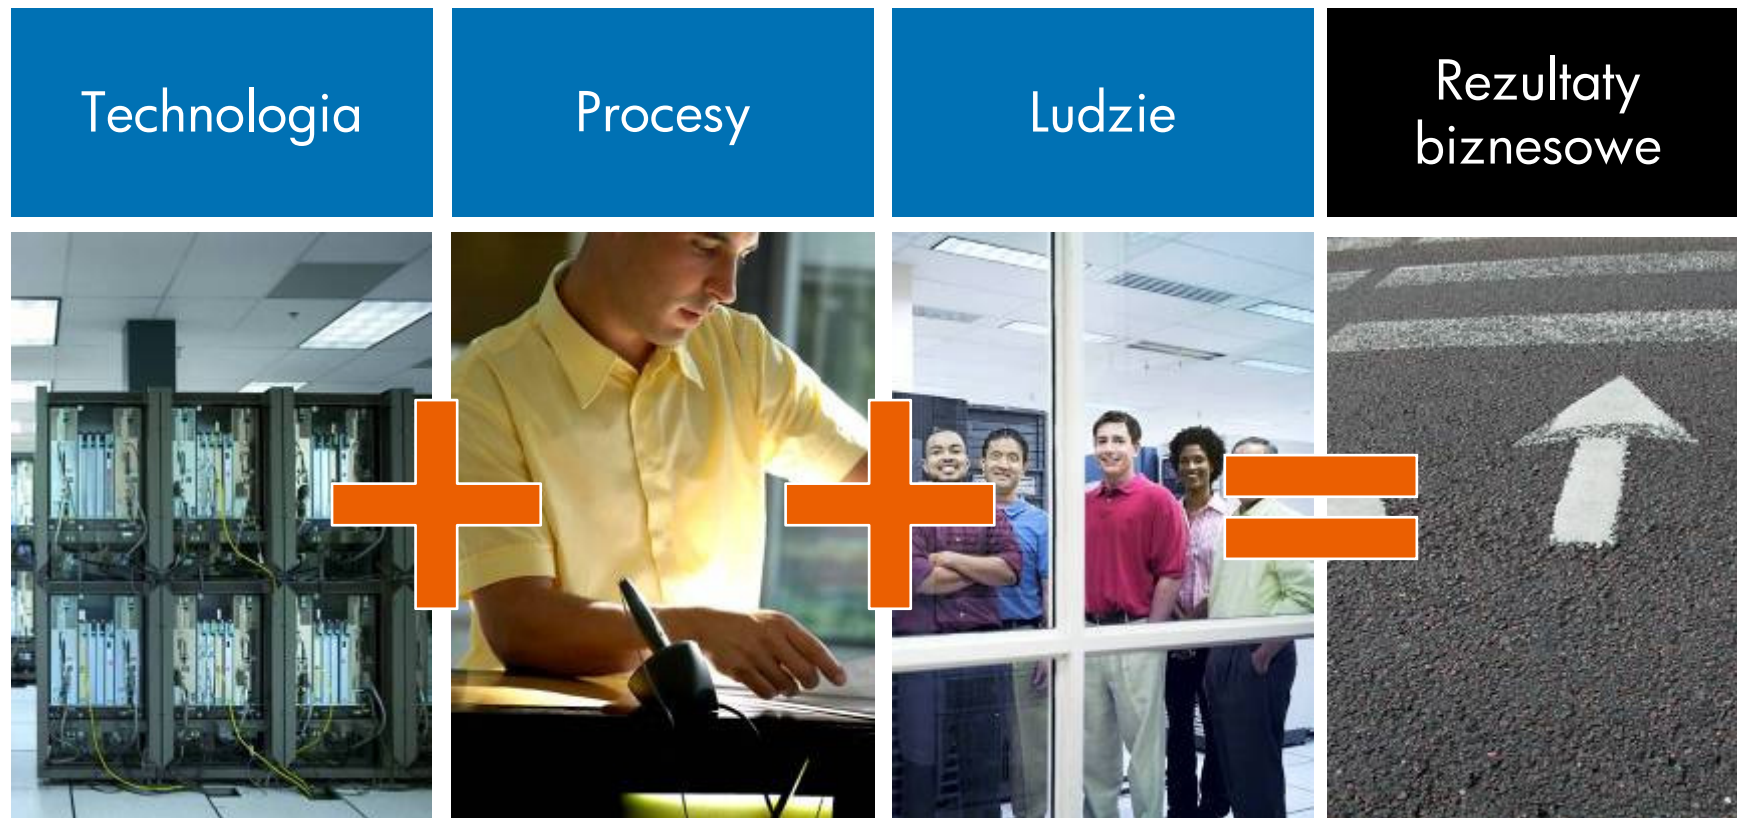 Technologia
Procesy
Ludzie
Rezultaty
biznesowe